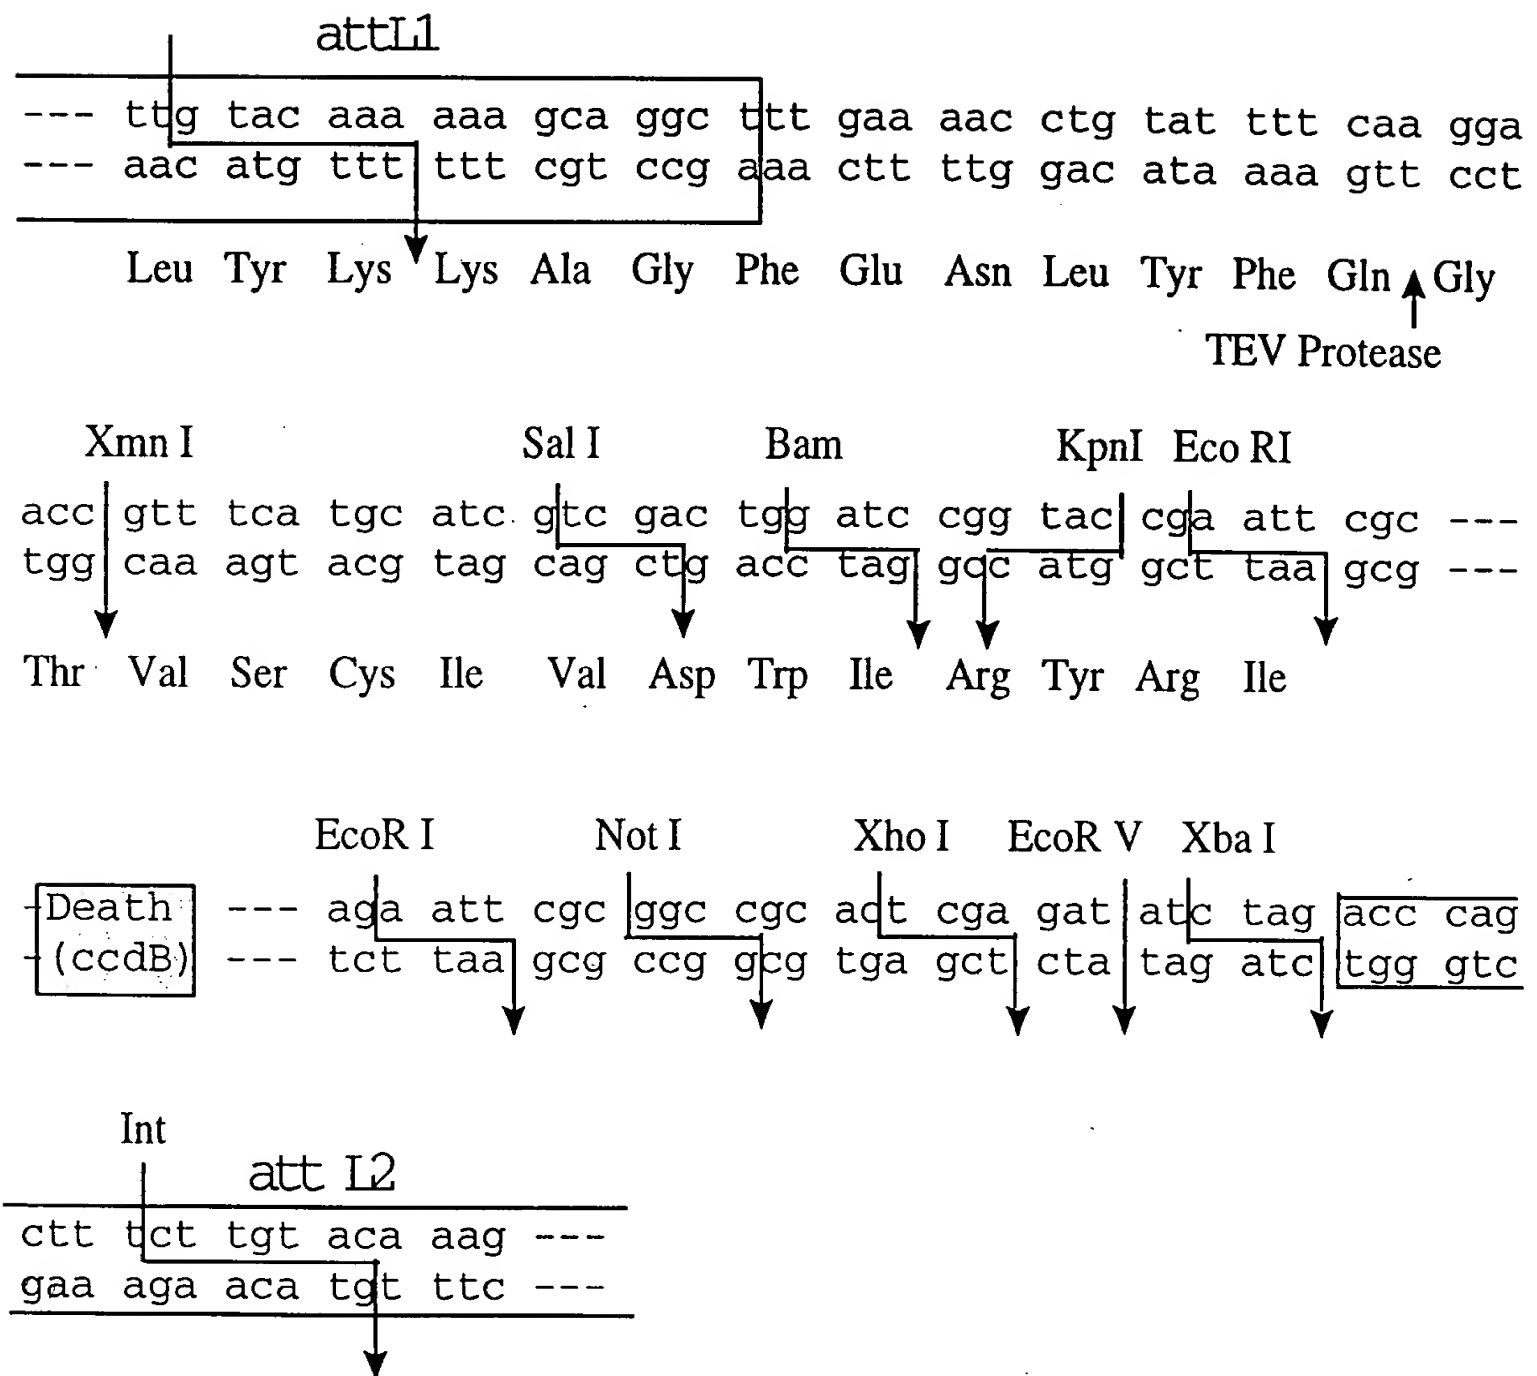 attL1
--- ttg tac aaa aaa gca ggc ttt gaa aac ctg tat ttt caa gga
--- aac atg ttt ttt cgt ccg aaa ctt ttg gac ata aaa gtt cct
Leu Tyr Lys Lys Ala Gly Phe Glu Asn Leu Tyr Phe Gln Gly
TEV Protease
Xmn I Sal I Bam KpnI Eco RI
acc gtt tca tgc atc gtc gac tgg atc cgg tac cga att cgc ---
tgg caa agt acg tag cag ctg acc tag gcc atg gct taa gcg ---
Thr Val Ser Cys Ile Val Asp Trp Ile Arg Tyr Arg Ile
EcoR I Not I Xho I EcoR V Xba I
Death --- aga att cgc ggc cgc act cga gat atc tag acc cag
(ccdB) --- tct taa gcg ccg gcg tga gct cta tag atc tgg gtc
Int
att L2
ctt tct tgt aca aag ---
gaa aga aca tgt ttc ---